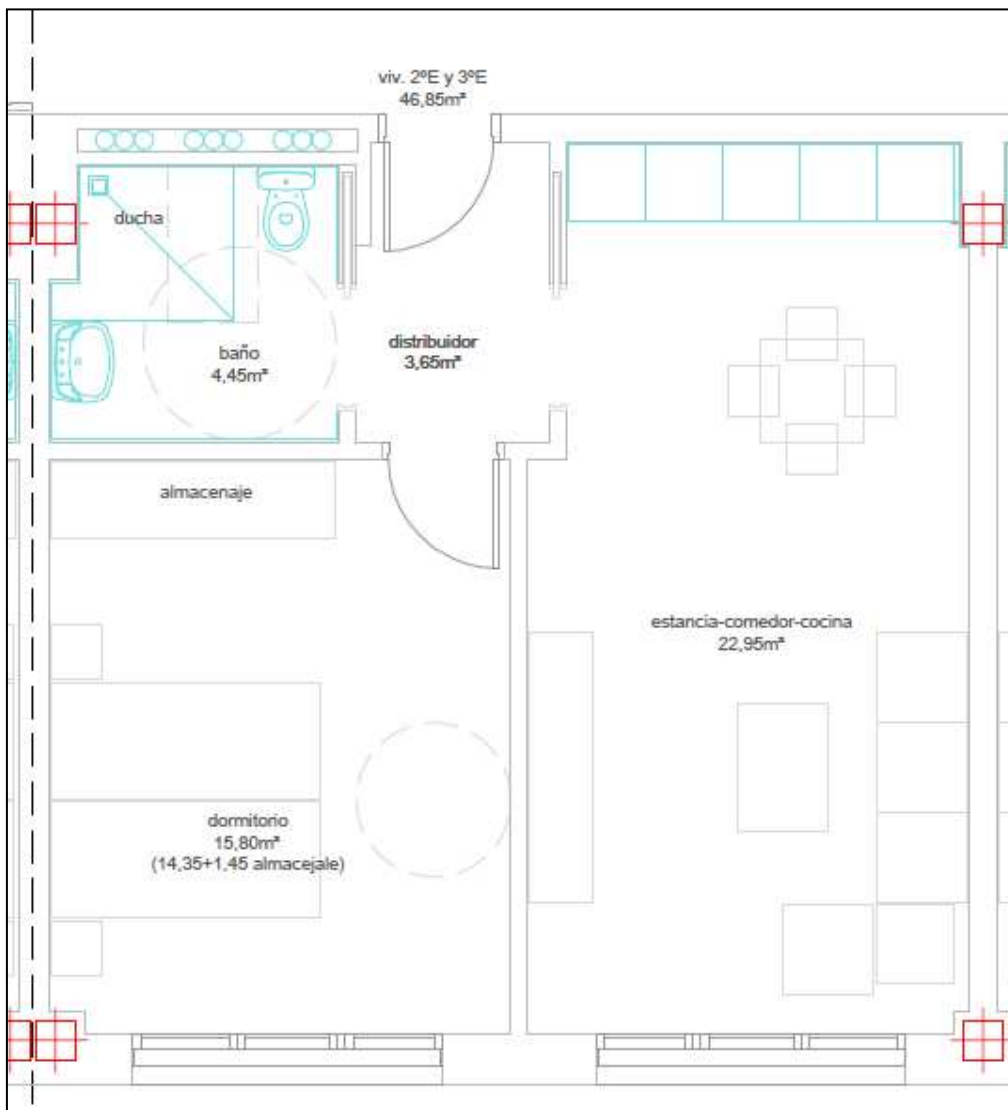 viv. 2ºE y 3ºE
46,85m²
ducha
baño
4,45m²
distribuidor
3,65m²
almacenaje
estancia-comedor-cocina
22,95m²
dormitorio
15,80m²
(14,35+1,45 almacejale)